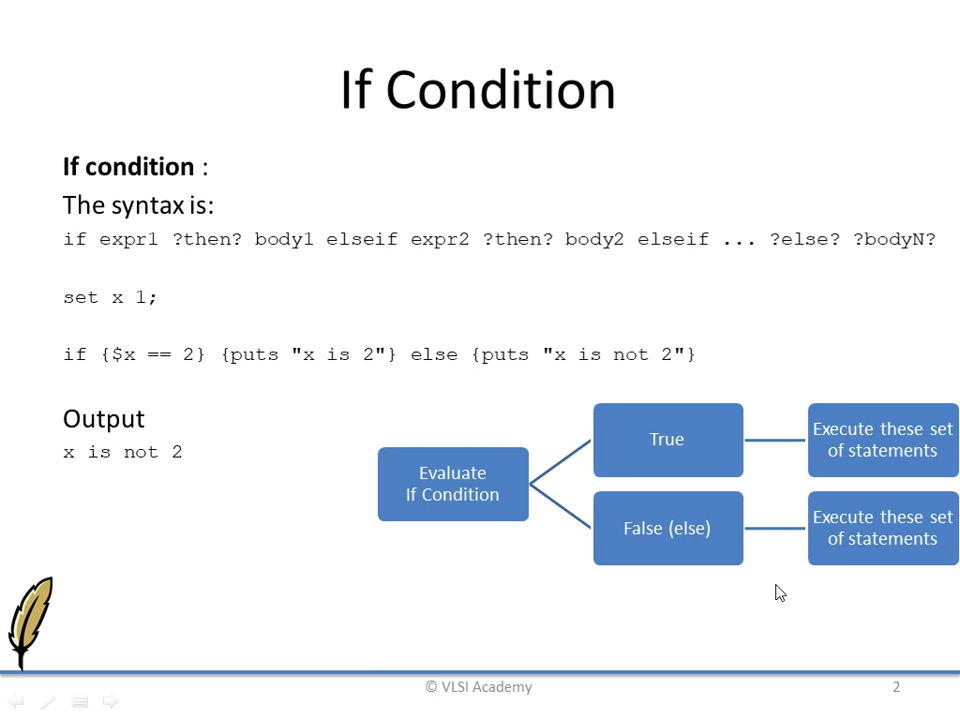 If Condition
If condition :
The syntax is:
if expr1 ?then? body1 elseif expr2 ?then? body2 elseif ... ?else? ?bodyN?
set x 1;
if {$x == 2} {puts "x is 2"} else {puts "x is not 2"}
Output
x is not 2
Evaluate
If Condition
True
Execute these set
of statements
False (else)
Execute these set
of statements
© VLSI Academy
2